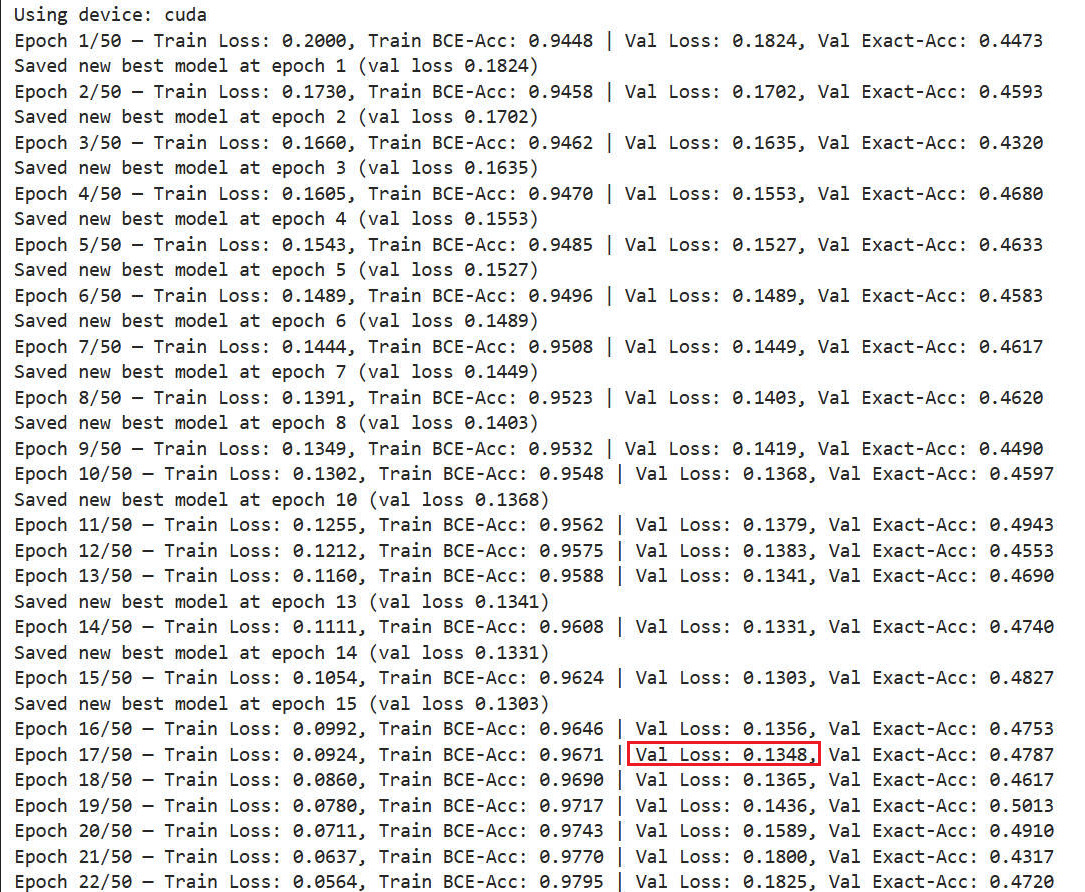 Using device: cuda
Epoch 1/50 — Train Loss: 0.2000, Train BCE-Acc: 0.9448 | Val Loss: 0.1824, Val Exact-Acc: 0.4473
Saved new best model at epoch 1 (val loss 0.1824)
Epoch 2/50 — Train Loss: 0.1730, Train BCE-Acc: 0.9458 | Val Loss: 0.1702, Val Exact-Acc: 0.4593
Saved new best model at epoch 2 (val loss 0.1702)
Epoch 3/50 — Train Loss: 0.1660, Train BCE-Acc: 0.9462 | Val Loss: 0.1635, Val Exact-Acc: 0.4320
Saved new best model at epoch 3 (val loss 0.1635)
Epoch 4/50 — Train Loss: 0.1605, Train BCE-Acc: 0.9470 | Val Loss: 0.1553, Val Exact-Acc: 0.4680
Saved new best model at epoch 4 (val loss 0.1553)
Epoch 5/50 — Train Loss: 0.1543, Train BCE-Acc: 0.9485 | Val Loss: 0.1527, Val Exact-Acc: 0.4633
Saved new best model at epoch 5 (val loss 0.1527)
Epoch 6/50 — Train Loss: 0.1489, Train BCE-Acc: 0.9496 | Val Loss: 0.1489, Val Exact-Acc: 0.4583
Saved new best model at epoch 6 (val loss 0.1489)
Epoch 7/50 — Train Loss: 0.1444, Train BCE-Acc: 0.9508 | Val Loss: 0.1449, Val Exact-Acc: 0.4617
Saved new best model at epoch 7 (val loss 0.1449)
Epoch 8/50 — Train Loss: 0.1391, Train BCE-Acc: 0.9523 | Val Loss: 0.1403, Val Exact-Acc: 0.4620
Saved new best model at epoch 8 (val loss 0.1403)
Epoch 9/50 — Train Loss: 0.1349, Train BCE-Acc: 0.9532 | Val Loss: 0.1419, Val Exact-Acc: 0.4490
Epoch 10/50 — Train Loss: 0.1302, Train BCE-Acc: 0.9548 | Val Loss: 0.1368, Val Exact-Acc: 0.4597
Saved new best model at epoch 10 (val loss 0.1368)
Epoch 11/50 — Train Loss: 0.1255, Train BCE-Acc: 0.9562 | Val Loss: 0.1379, Val Exact-Acc: 0.4943
Epoch 12/50 — Train Loss: 0.1212, Train BCE-Acc: 0.9575 | Val Loss: 0.1383, Val Exact-Acc: 0.4553
Epoch 13/50 — Train Loss: 0.1160, Train BCE-Acc: 0.9588 | Val Loss: 0.1341, Val Exact-Acc: 0.4690
Saved new best model at epoch 13 (val loss 0.1341)
Epoch 14/50 — Train Loss: 0.1111, Train BCE-Acc: 0.9608 | Val Loss: 0.1331, Val Exact-Acc: 0.4740
Saved new best model at epoch 14 (val loss 0.1331)
Epoch 15/50 — Train Loss: 0.1054, Train BCE-Acc: 0.9624 | Val Loss: 0.1303, Val Exact-Acc: 0.4827
Saved new best model at epoch 15 (val loss 0.1303)
Epoch 16/50 — Train Loss: 0.0992, Train BCE-Acc: 0.9646 | Val Loss: 0.1356, Val Exact-Acc: 0.4753
Epoch 17/50 — Train Loss: 0.0924, Train BCE-Acc: 0.9671 | Val Loss: 0.1348, Val Exact-Acc: 0.4787
Epoch 18/50 — Train Loss: 0.0860, Train BCE-Acc: 0.9690 | Val Loss: 0.1365, Val Exact-Acc: 0.4617
Epoch 19/50 — Train Loss: 0.0780, Train BCE-Acc: 0.9717 | Val Loss: 0.1436, Val Exact-Acc: 0.5013
Epoch 20/50 — Train Loss: 0.0711, Train BCE-Acc: 0.9743 | Val Loss: 0.1589, Val Exact-Acc: 0.4910
Epoch 21/50 — Train Loss: 0.0637, Train BCE-Acc: 0.9770 | Val Loss: 0.1800, Val Exact-Acc: 0.4317
Epoch 22/50 — Train Loss: 0.0564, Train BCE-Acc: 0.9795 | Val Loss: 0.1825, Val Exact-Acc: 0.4720